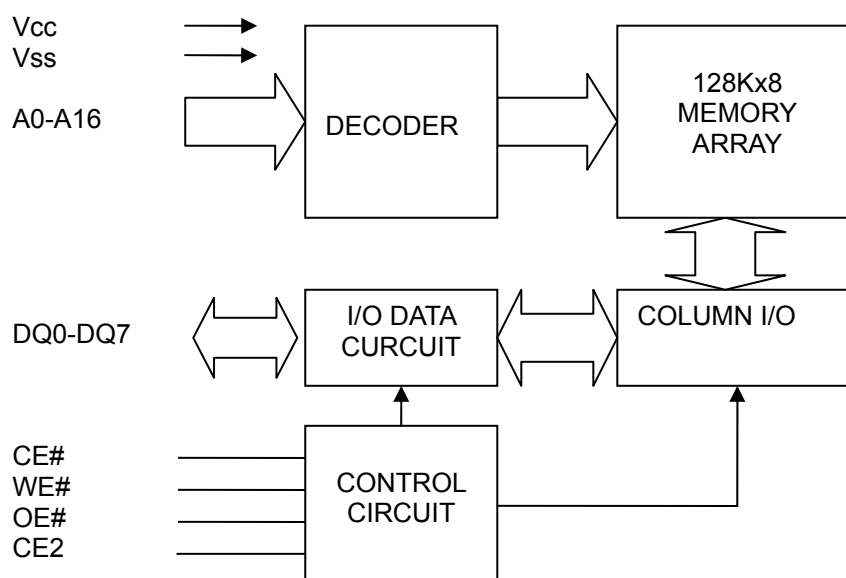 Vcc
Vss
A0-A16
DECODER
128Kx8
MEMORY
ARRAY
DQ0-DQ7
I/O DATA
CURCUIT
COLUMN I/O
CE#
WE#
OE#
CE2
CONTROL
CIRCUIT